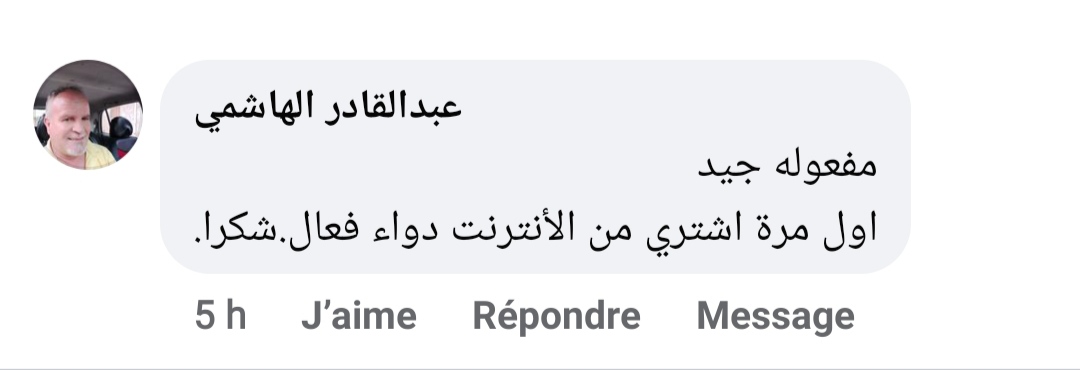 عبدالقادر الهاشمي
مفعوله جيد
اول مرة اشتري من الأنترنت دواء فعال.شكرا.
5 h J’aime Répondre Message